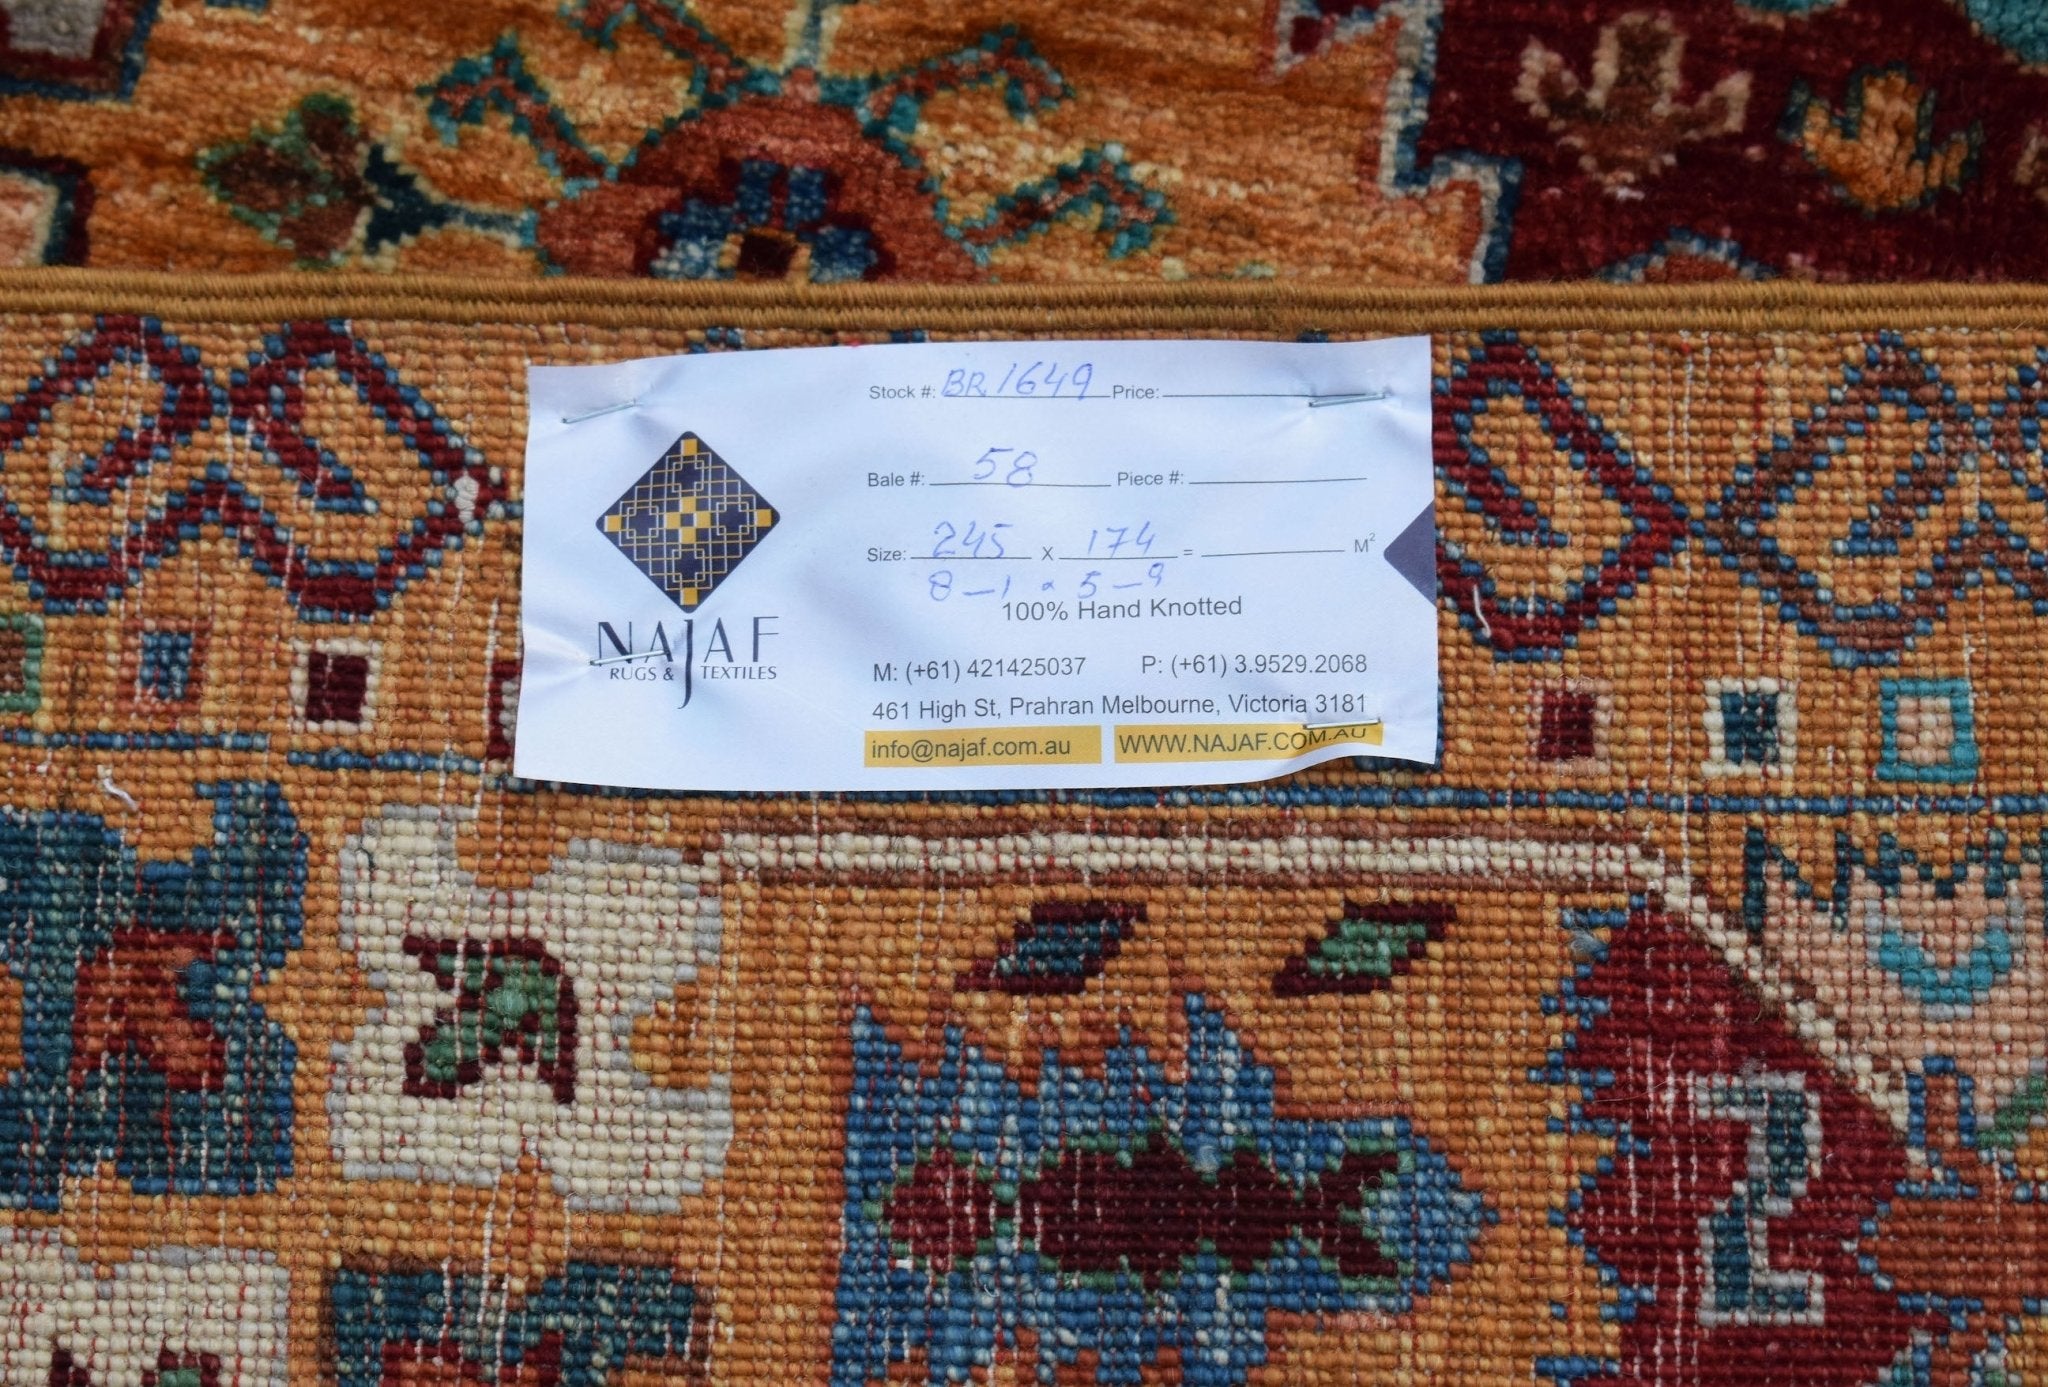 Stock #: BR1649 Price:
Bale #: 58 Piece #:
Size: 245 X 174 = M²
8-1 x 5-9
100% Hand Knotted
NAJAF
RUGS & TEXTILES
M: (+61) 421425037 P: (+61) 3.9529.2068
461 High St, Prahran Melbourne, Victoria 3181
info@najaf.com.au WWW.NAJAF.COM.AU